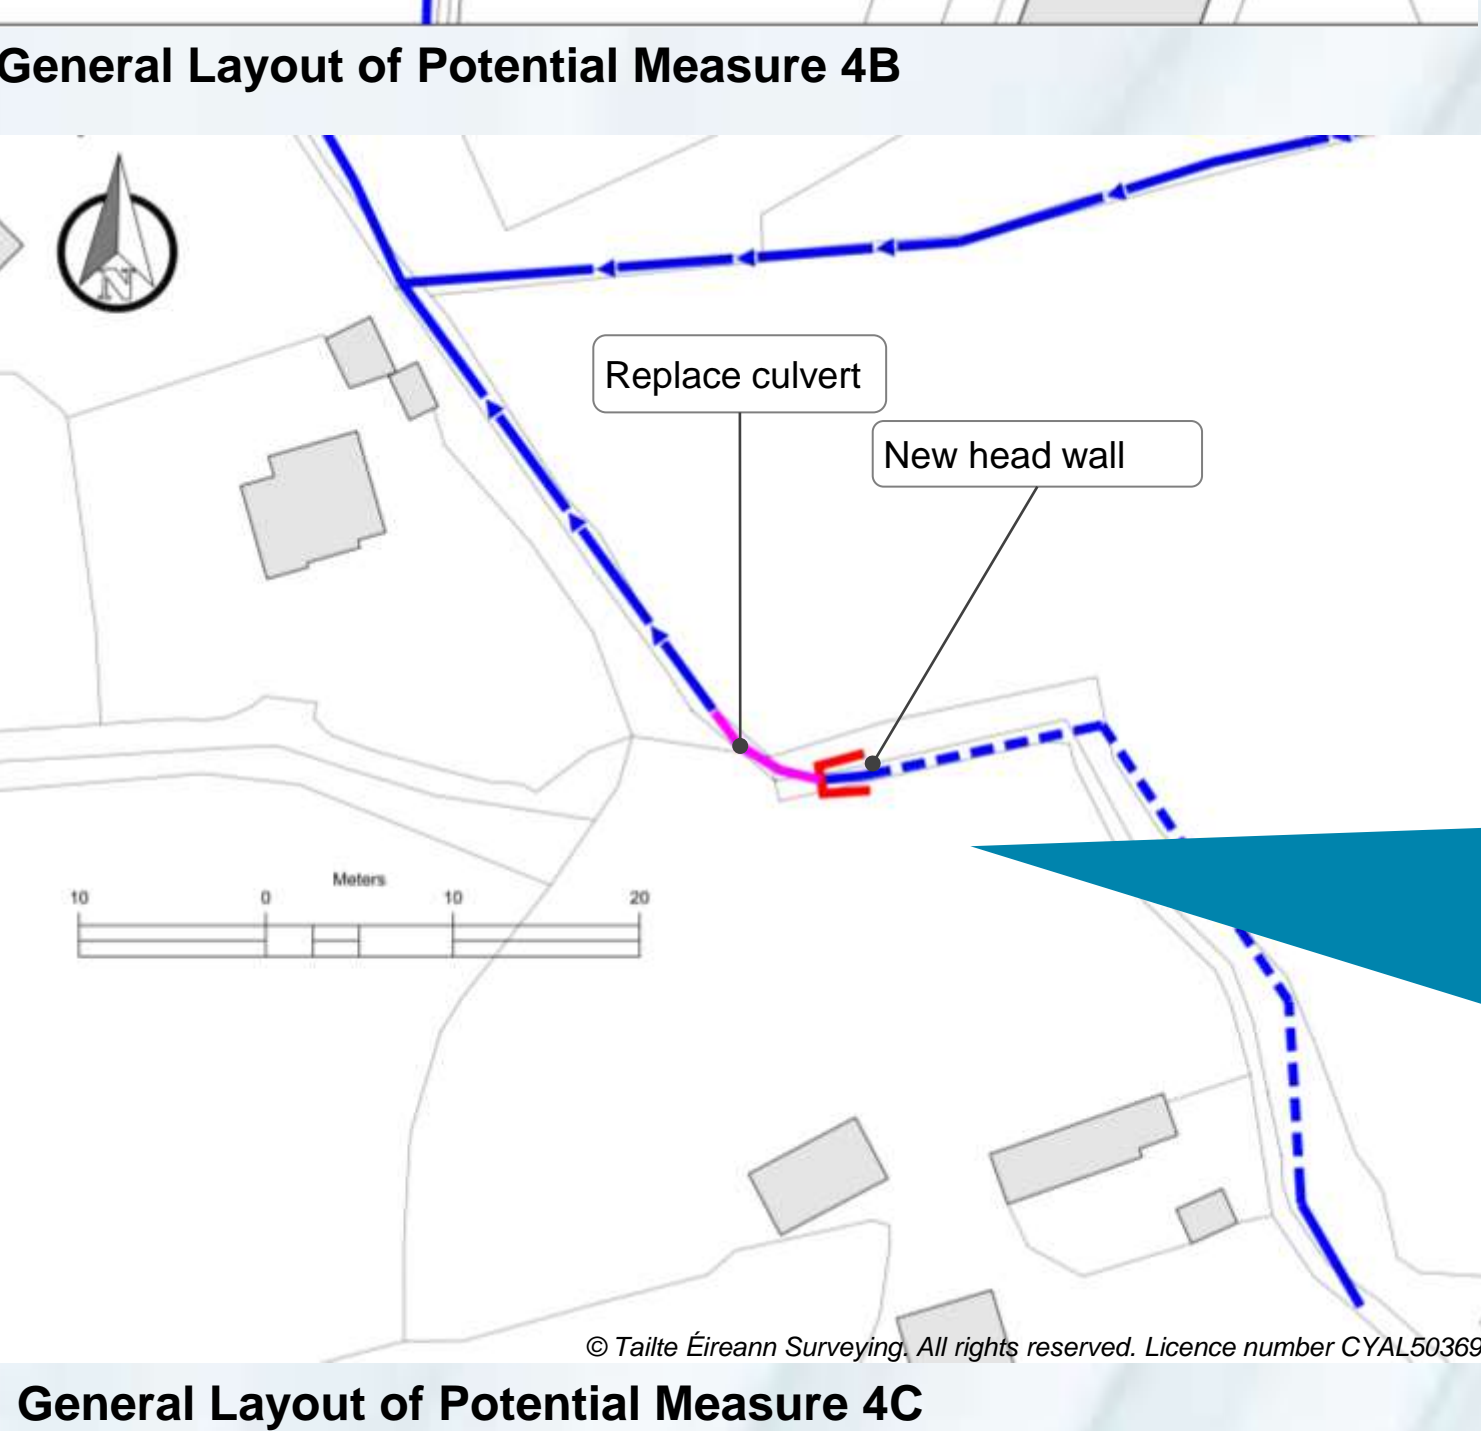 General Layout of Potential Measure 4B
N
Replace culvert
New head wall
Meters
10 0 10 20
© Tailte Éireann Surveying. All rights reserved. Licence number CYAL50369
General Layout of Potential Measure 4C